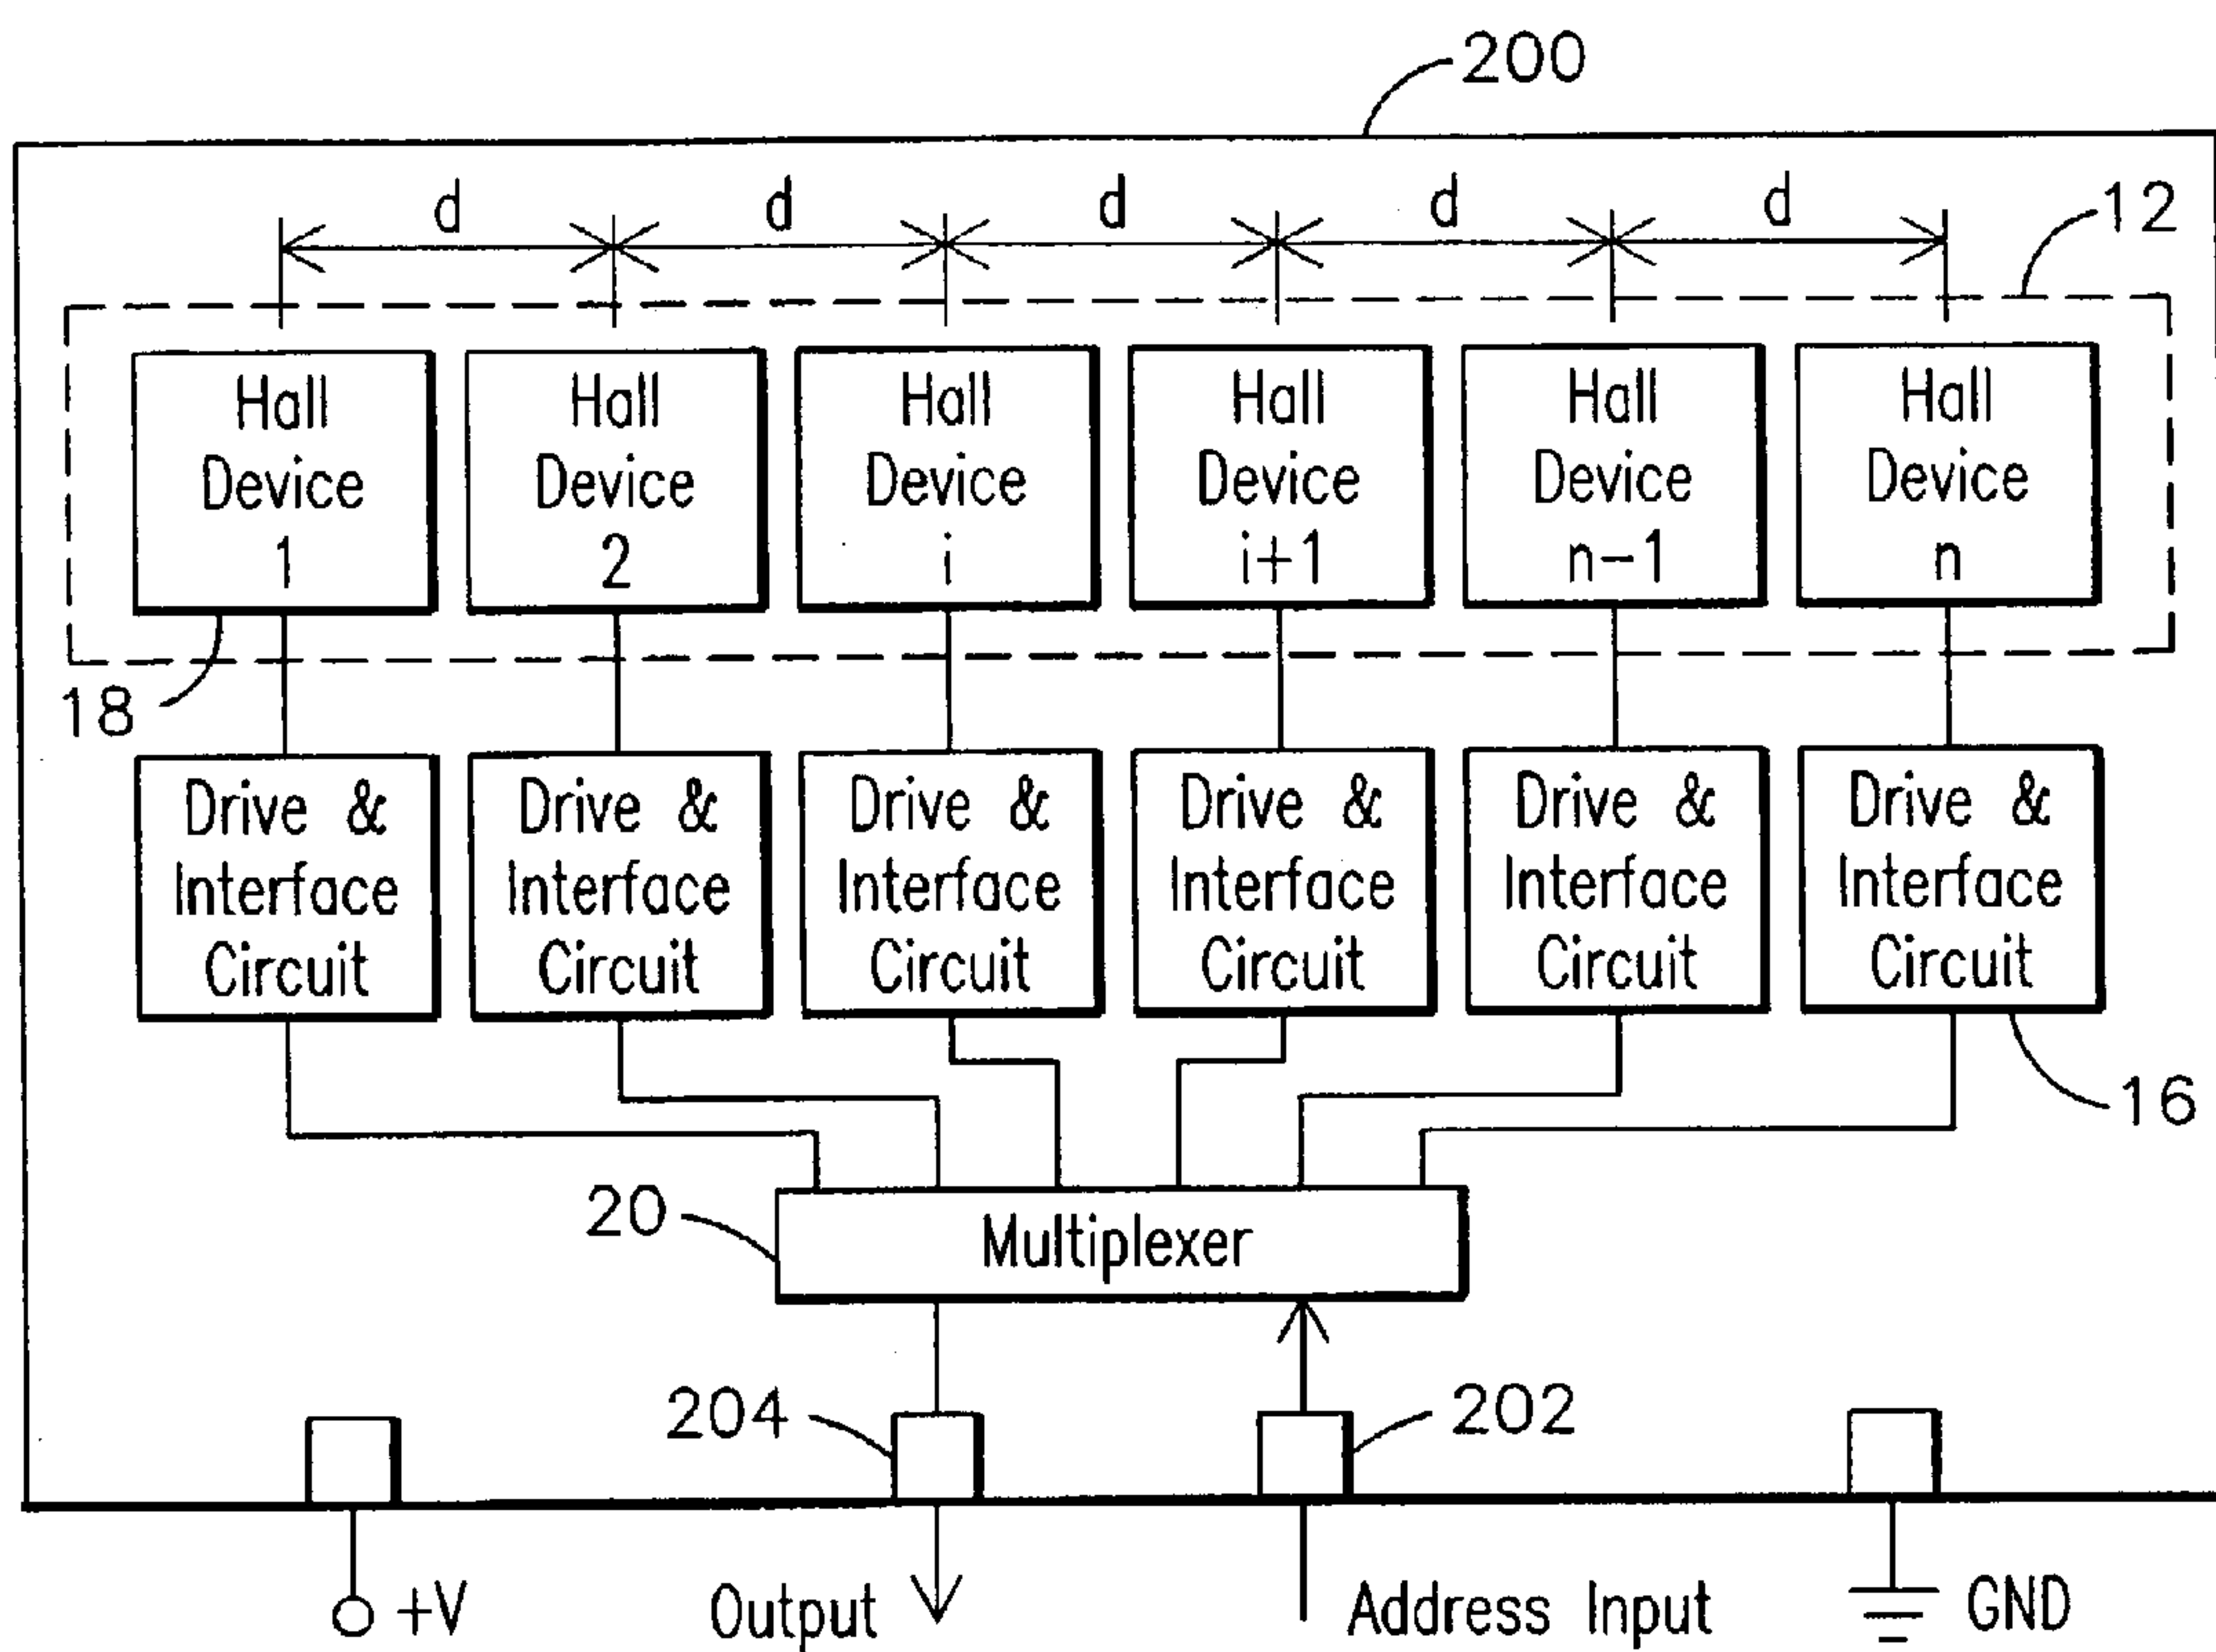 200
d d d d d
12
Hall Device 1
Hall Device 2
Hall Device i
Hall Device i+1
Hall Device n-1
Hall Device n
18
Drive & Interface Circuit
Drive & Interface Circuit
Drive & Interface Circuit
Drive & Interface Circuit
Drive & Interface Circuit
Drive & Interface Circuit
16
20
Multiplexer
204
202
+V
Output
Address Input
GND